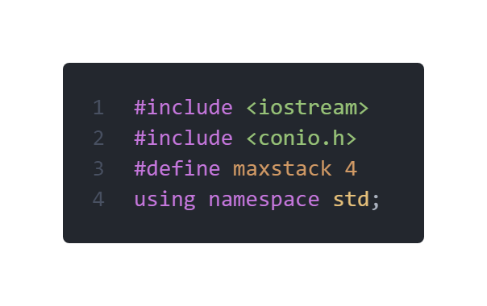 1 #include <iostream>
2 #include <conio.h>
3 #define maxstack 4
4 using namespace std;